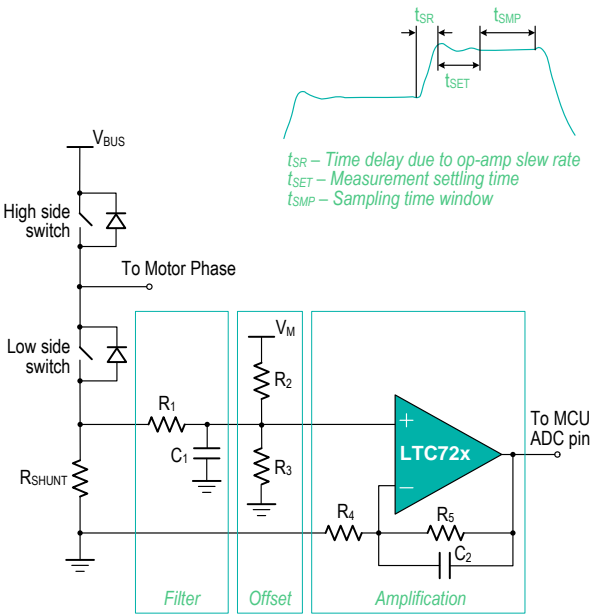 tSR
tSMP
tSET
tSR – Time delay due to op-amp slew rate
tSET – Measurement settling time
tSMP – Sampling time window
VBUS
High side
switch
To Motor Phase
Low side
switch
VM
R2
R1
C1
R3
RSHUNT
+
LTC72x
−
To MCU
ADC pin
R4
R5
C2
Filter
Offset
Amplification